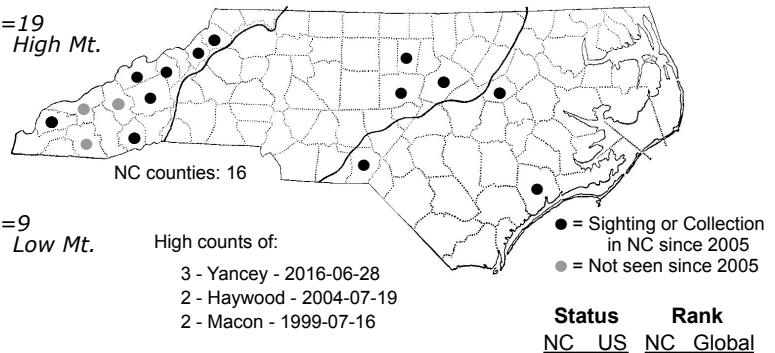 =19
High Mt.
NC counties: 16
=9
Low Mt.
High counts of:
3 - Yancey - 2016-06-28
2 - Haywood - 2004-07-19
2 - Macon - 1999-07-16
● = Sighting or Collection
in NC since 2005
● = Not seen since 2005
Status Rank
NC US NC Global